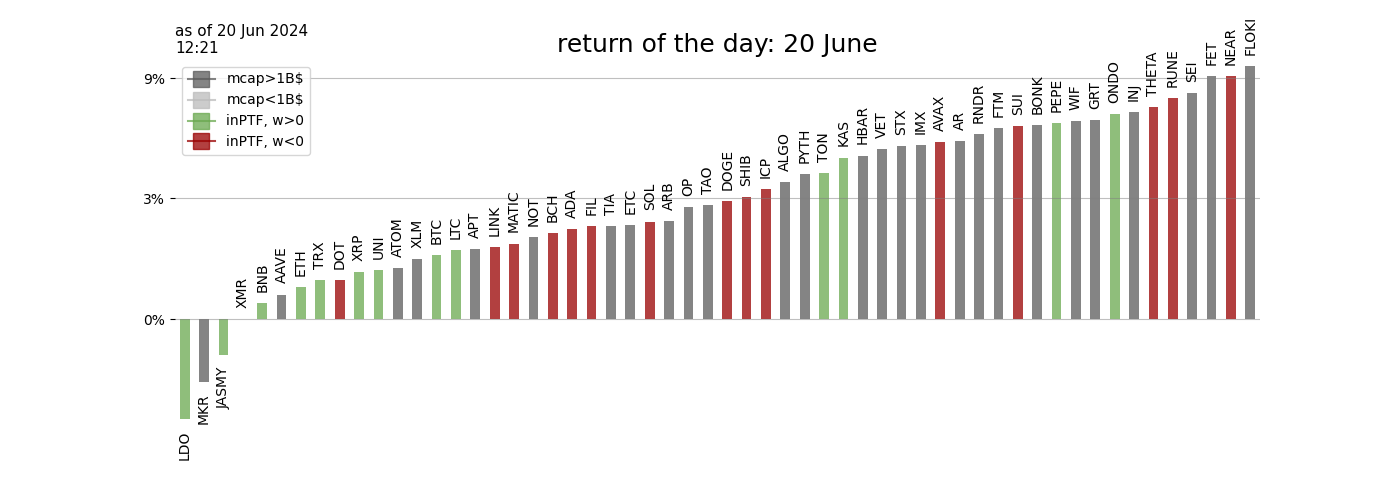 as of 20 Jun 2024
12:21
return of the day: 20 June
mcap>1B$
mcap<1B$
inPTF, w>0
inPTF, w<0
9%
3%
0%
LDO
MKR
JASMY
XMR
BNB
AAVE
ETH
TRX
DOT
XRP
UNI
ATOM
XLM
BTC
LTC
APT
LINK
MATIC
NOT
BCH
ADA
FIL
TIA
ETC
SOL
ARB
OP
TAO
DOGE
SHIB
ICP
ALGO
PYTH
TON
KAS
HBAR
VET
STX
IMX
AVAX
AR
RNDR
FTM
SUI
BONK
PEPE
WIF
GRT
ONDO
INJ
THETA
RUNE
SEI
FET
NEAR
FLOKI